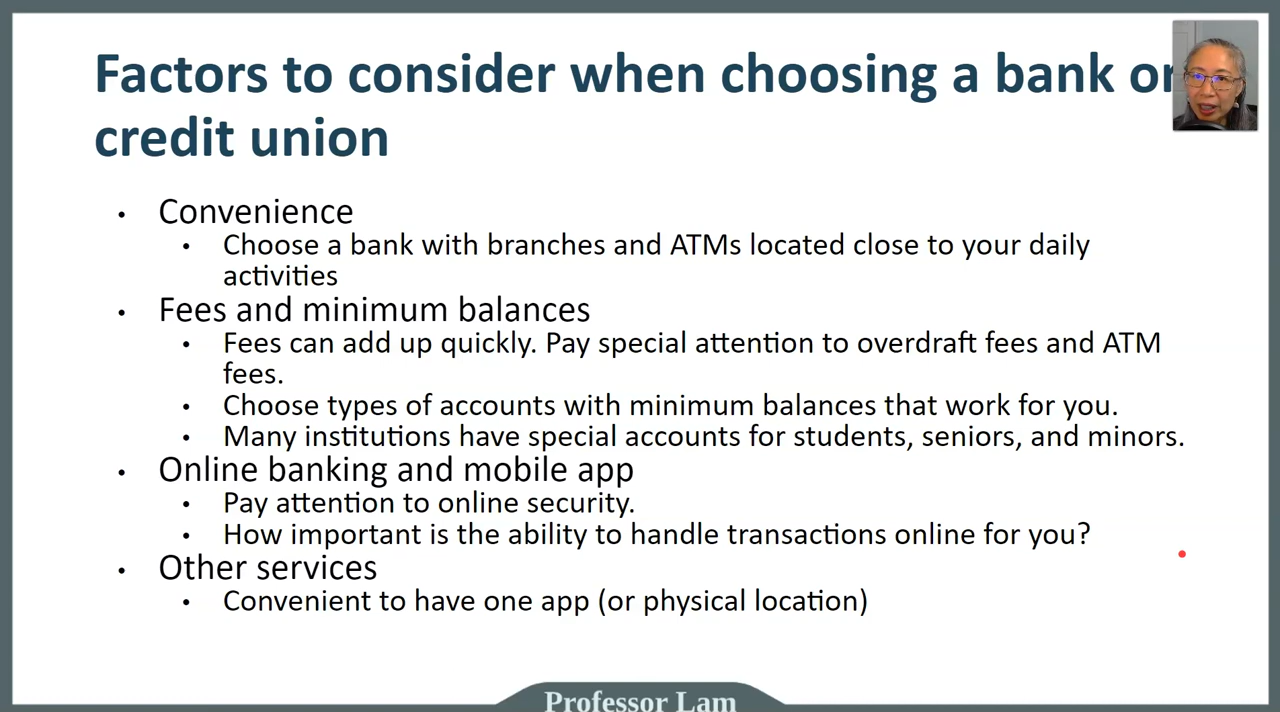 Factors to consider when choosing a bank or
credit union
• Convenience
• Choose a bank with branches and ATMs located close to your daily
activities
• Fees and minimum balances
• Fees can add up quickly. Pay special attention to overdraft fees and ATM
fees.
• Choose types of accounts with minimum balances that work for you.
• Many institutions have special accounts for students, seniors, and minors.
• Online banking and mobile app
• Pay attention to online security.
• How important is the ability to handle transactions online for you?
• Other services
• Convenient to have one app (or physical location)
Professor Lam